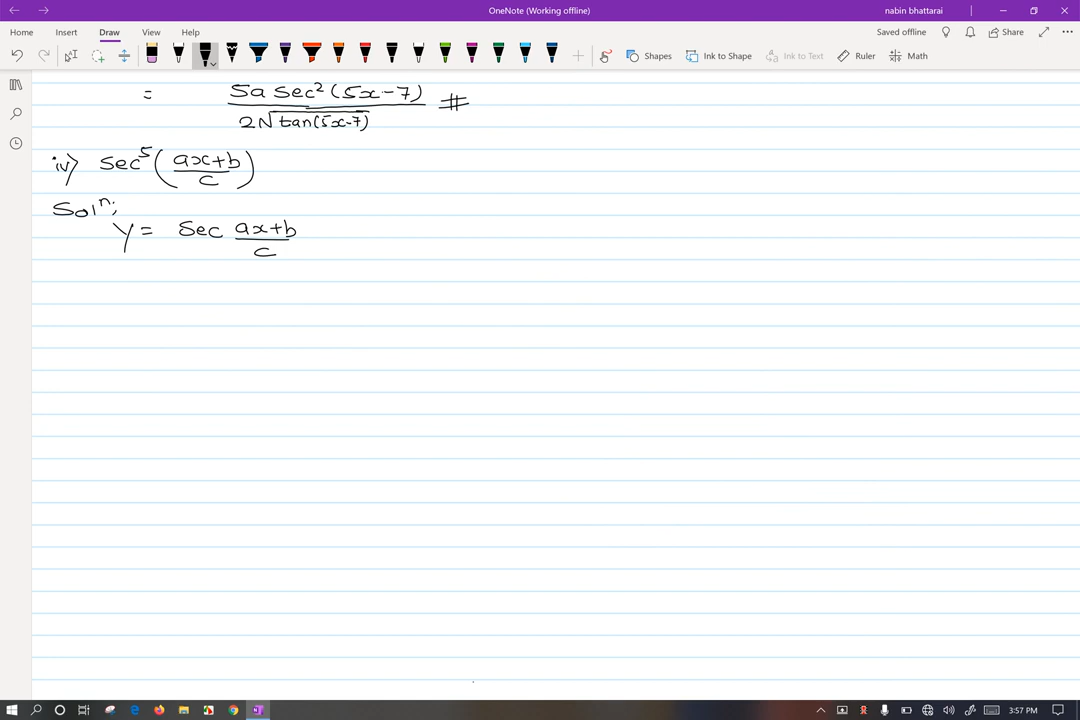 OneNote (Working offline)
nabin bhattarai
Home Insert Draw View Help
Saved offline
Share
Shapes
Ink to Shape
Ink to Text
Ruler
Math
= 5a sec²(5x-7) / 2√tan(5x-7) #
iv> sec⁵(ax+b / c)
Solⁿ;
y = sec ax+b / c
3:57 PM